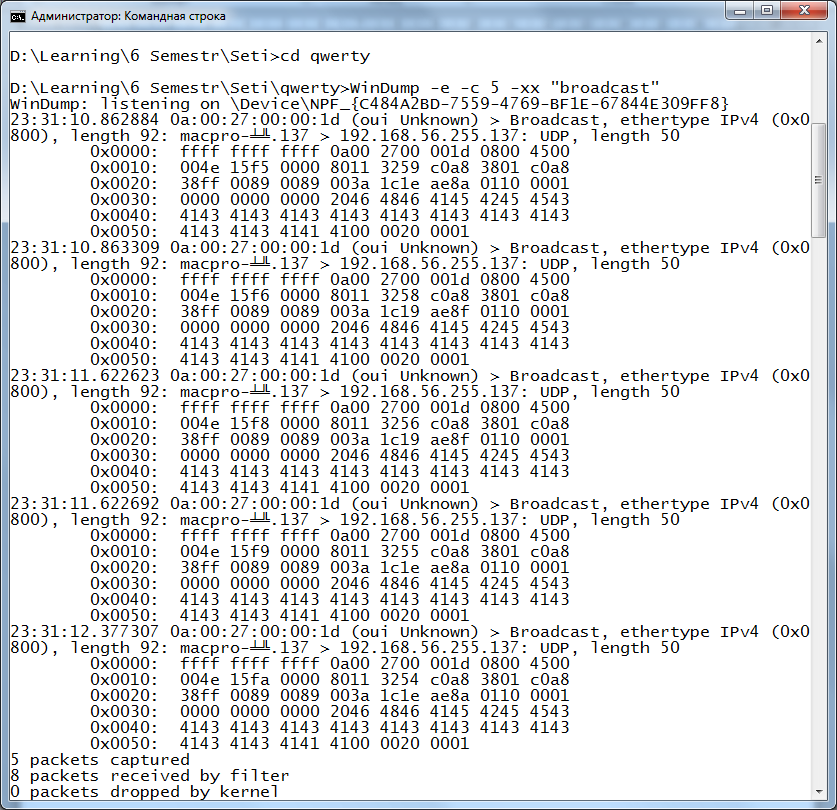 Администратор: Командная строка
D:\Learning\6 Semestr\Seti>cd qwerty
D:\Learning\6 Semestr\Seti\qwerty>WinDump -e -c 5 -xx "broadcast"
WinDump: listening on \Device\NPF_{C484A2BD-7559-4769-BF1E-67844E309FF8}
23:31:10.862884 0a:00:27:00:00:1d (oui Unknown) > Broadcast, ethertype IPv4 (0x0
800), length 92: macpro-╧╩.137 > 192.168.56.255.137: UDP, length 50
0x0000: ffff ffff ffff 0a00 2700 001d 0800 4500
0x0010: 004e 15f5 0000 8011 3259 c0a8 3801 c0a8
0x0020: 38ff 0089 0089 003a 1c1e ae8a 0110 0001
0x0030: 0000 0000 0000 2046 4846 4145 4245 4543
0x0040: 4143 4143 4143 4143 4143 4143 4143 4143
0x0050: 4143 4143 4141 4100 0020 0001
23:31:10.863309 0a:00:27:00:00:1d (oui Unknown) > Broadcast, ethertype IPv4 (0x0
800), length 92: macpro-╧╩.137 > 192.168.56.255.137: UDP, length 50
0x0000: ffff ffff ffff 0a00 2700 001d 0800 4500
0x0010: 004e 15f6 0000 8011 3258 c0a8 3801 c0a8
0x0020: 38ff 0089 0089 003a 1c19 ae8f 0110 0001
0x0030: 0000 0000 0000 2046 4846 4145 4245 4543
0x0040: 4143 4143 4143 4143 4143 4143 4143 4143
0x0050: 4143 4143 4141 4100 0020 0001
23:31:11.622623 0a:00:27:00:00:1d (oui Unknown) > Broadcast, ethertype IPv4 (0x0
800), length 92: macpro-╧╩.137 > 192.168.56.255.137: UDP, length 50
0x0000: ffff ffff ffff 0a00 2700 001d 0800 4500
0x0010: 004e 15f8 0000 8011 3256 c0a8 3801 c0a8
0x0020: 38ff 0089 0089 003a 1c19 ae8f 0110 0001
0x0030: 0000 0000 0000 2046 4846 4145 4245 4543
0x0040: 4143 4143 4143 4143 4143 4143 4143 4143
0x0050: 4143 4143 4141 4100 0020 0001
23:31:11.622692 0a:00:27:00:00:1d (oui Unknown) > Broadcast, ethertype IPv4 (0x0
800), length 92: macpro-╧╩.137 > 192.168.56.255.137: UDP, length 50
0x0000: ffff ffff ffff 0a00 2700 001d 0800 4500
0x0010: 004e 15f9 0000 8011 3255 c0a8 3801 c0a8
0x0020: 38ff 0089 0089 003a 1c1e ae8a 0110 0001
0x0030: 0000 0000 0000 2046 4846 4145 4245 4543
0x0040: 4143 4143 4143 4143 4143 4143 4143 4143
0x0050: 4143 4143 4141 4100 0020 0001
23:31:12.377307 0a:00:27:00:00:1d (oui Unknown) > Broadcast, ethertype IPv4 (0x0
800), length 92: macpro-╧╩.137 > 192.168.56.255.137: UDP, length 50
0x0000: ffff ffff ffff 0a00 2700 001d 0800 4500
0x0010: 004e 15fa 0000 8011 3254 c0a8 3801 c0a8
0x0020: 38ff 0089 0089 003a 1c1e ae8a 0110 0001
0x0030: 0000 0000 0000 2046 4846 4145 4245 4543
0x0040: 4143 4143 4143 4143 4143 4143 4143 4143
0x0050: 4143 4143 4141 4100 0020 0001
5 packets captured
8 packets received by filter
0 packets dropped by kernel